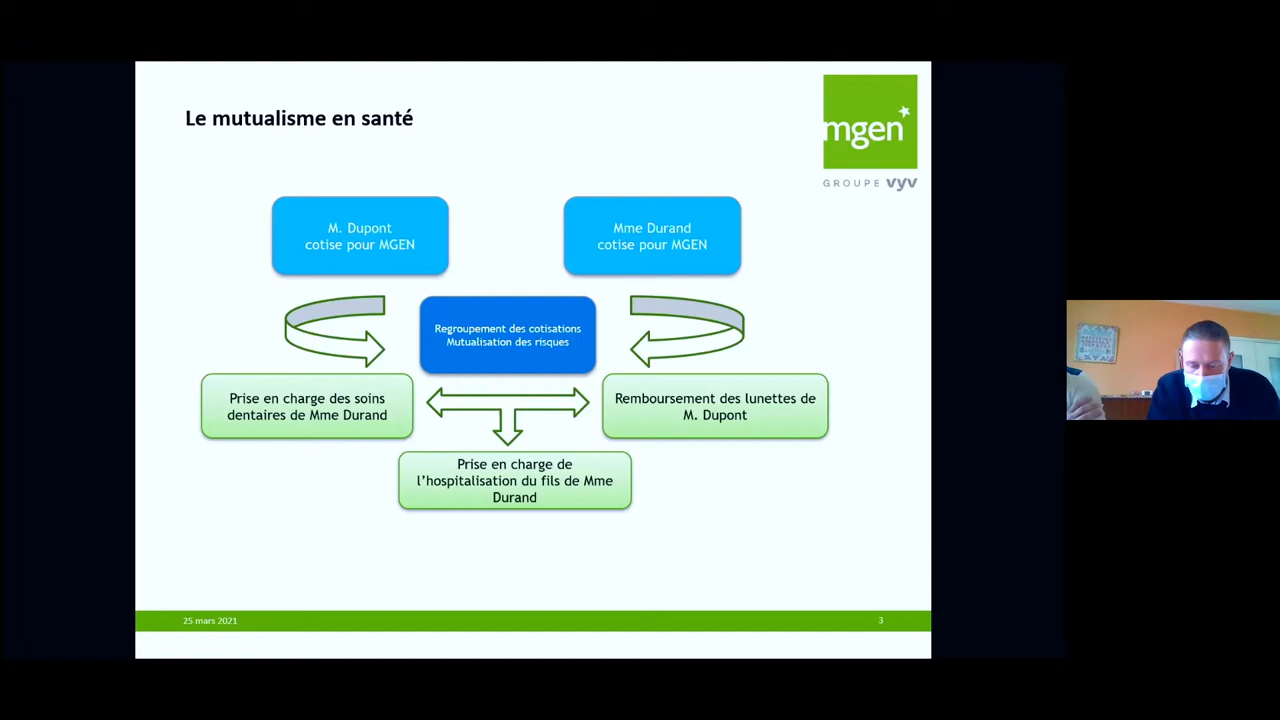 Le mutualisme en santé
mgen
GROUPE vyv
M. Dupont
cotise pour MGEN
Mme Durand
cotise pour MGEN
Regroupement des cotisations
Mutualisation des risques
Prise en charge des soins
dentaires de Mme Durand
Remboursement des lunettes de
M. Dupont
Prise en charge de
l’hospitalisation du fils de Mme
Durand
25 mars 2021
3